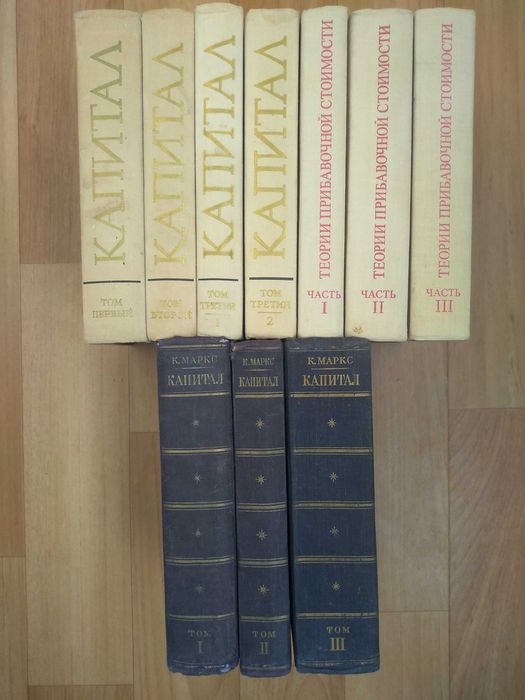 КАПИТАЛ
ТОМ
ПЕРВЫЙ
КАПИТАЛ
ТОМ
ВТОРОЙ
КАПИТАЛ
ТОМ
ТРЕТИЙ
1
КАПИТАЛ
ТОМ
ТРЕТИЙ
2
ТЕОРИИ ПРИБАВОЧНОЙ СТОИМОСТИ
ЧАСТЬ
I
ТЕОРИИ ПРИБАВОЧНОЙ СТОИМОСТИ
ЧАСТЬ
II
ТЕОРИИ ПРИБАВОЧНОЙ СТОИМОСТИ
ЧАСТЬ
III
К. МАРКС
КАПИТАЛ
ТОМ
I
К. МАРКС
КАПИТАЛ
ТОМ
II
К. МАРКС
КАПИТАЛ
ТОМ
III